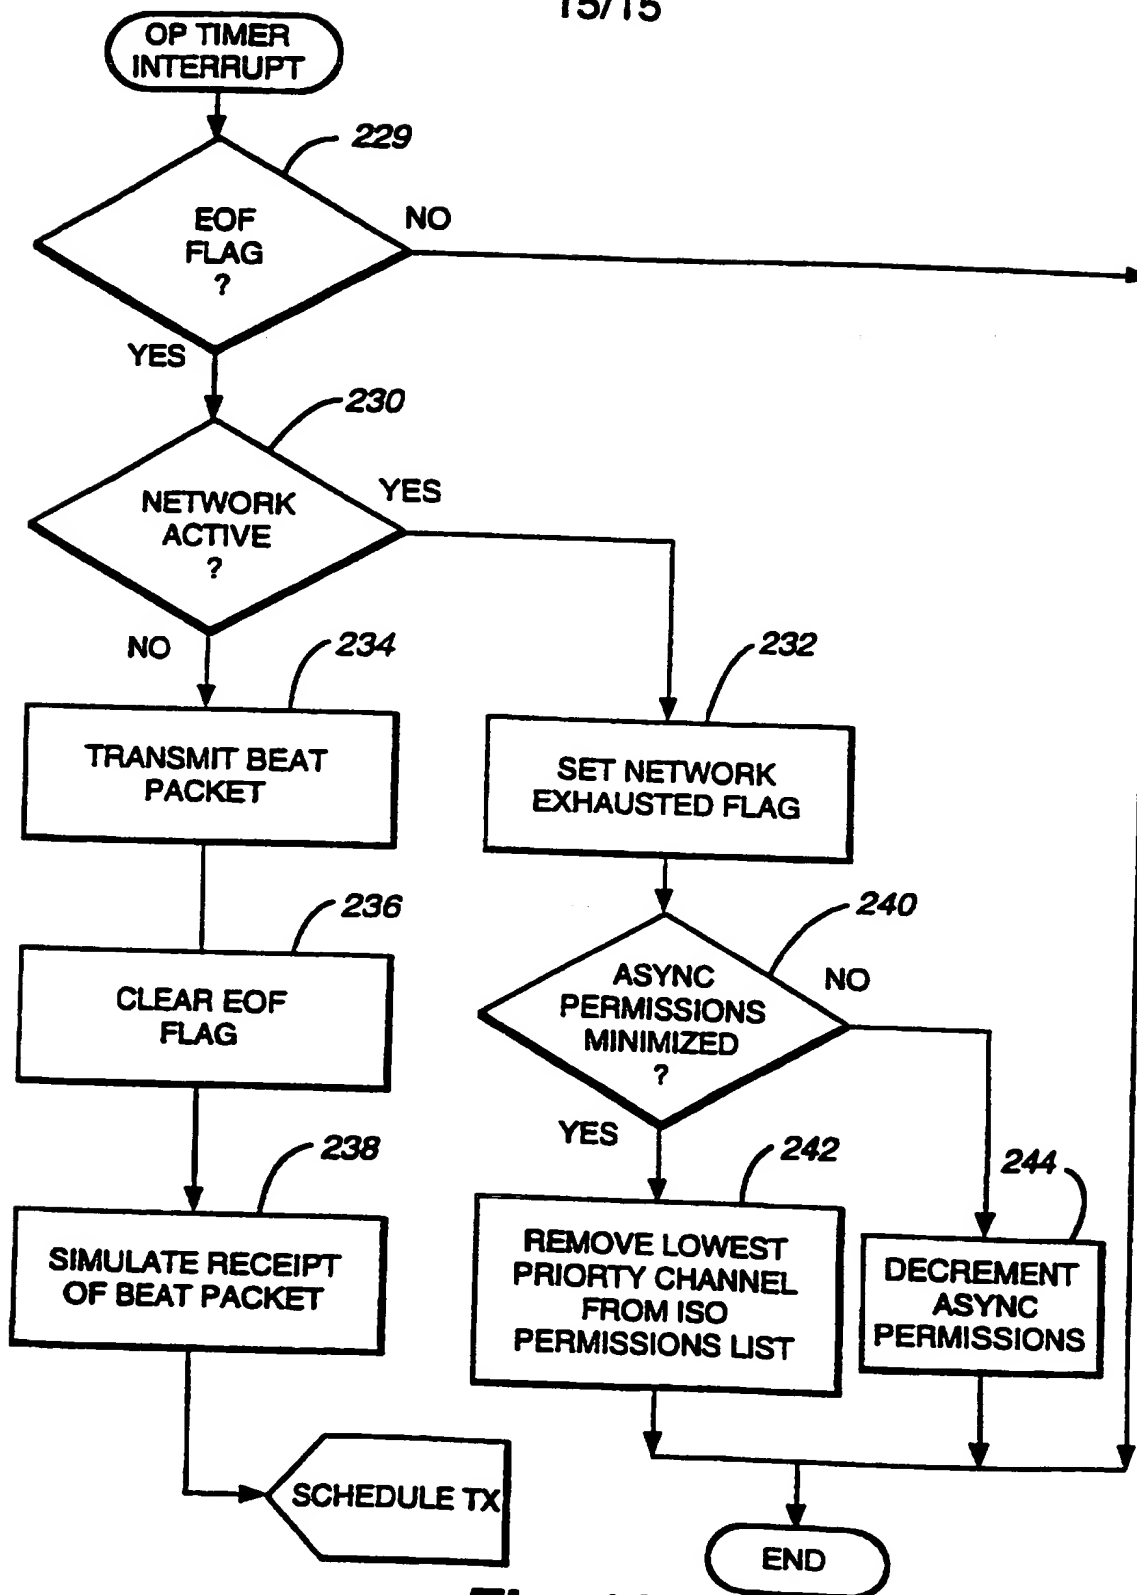 15/15
OP TIMER
INTERRUPT
229
EOF
FLAG
?
NO
YES
230
NETWORK
ACTIVE
?
YES
NO
234
232
TRANSMIT BEAT
PACKET
SET NETWORK
EXHAUSTED FLAG
236
240
CLEAR EOF
FLAG
ASYNC
PERMISSIONS
MINIMIZED
?
NO
YES
238
242
244
SIMULATE RECEIPT
OF BEAT PACKET
REMOVE LOWEST
PRIORTY CHANNEL
FROM ISO
PERMISSIONS LIST
DECREMENT
ASYNC
PERMISSIONS
SCHEDULE TX
END